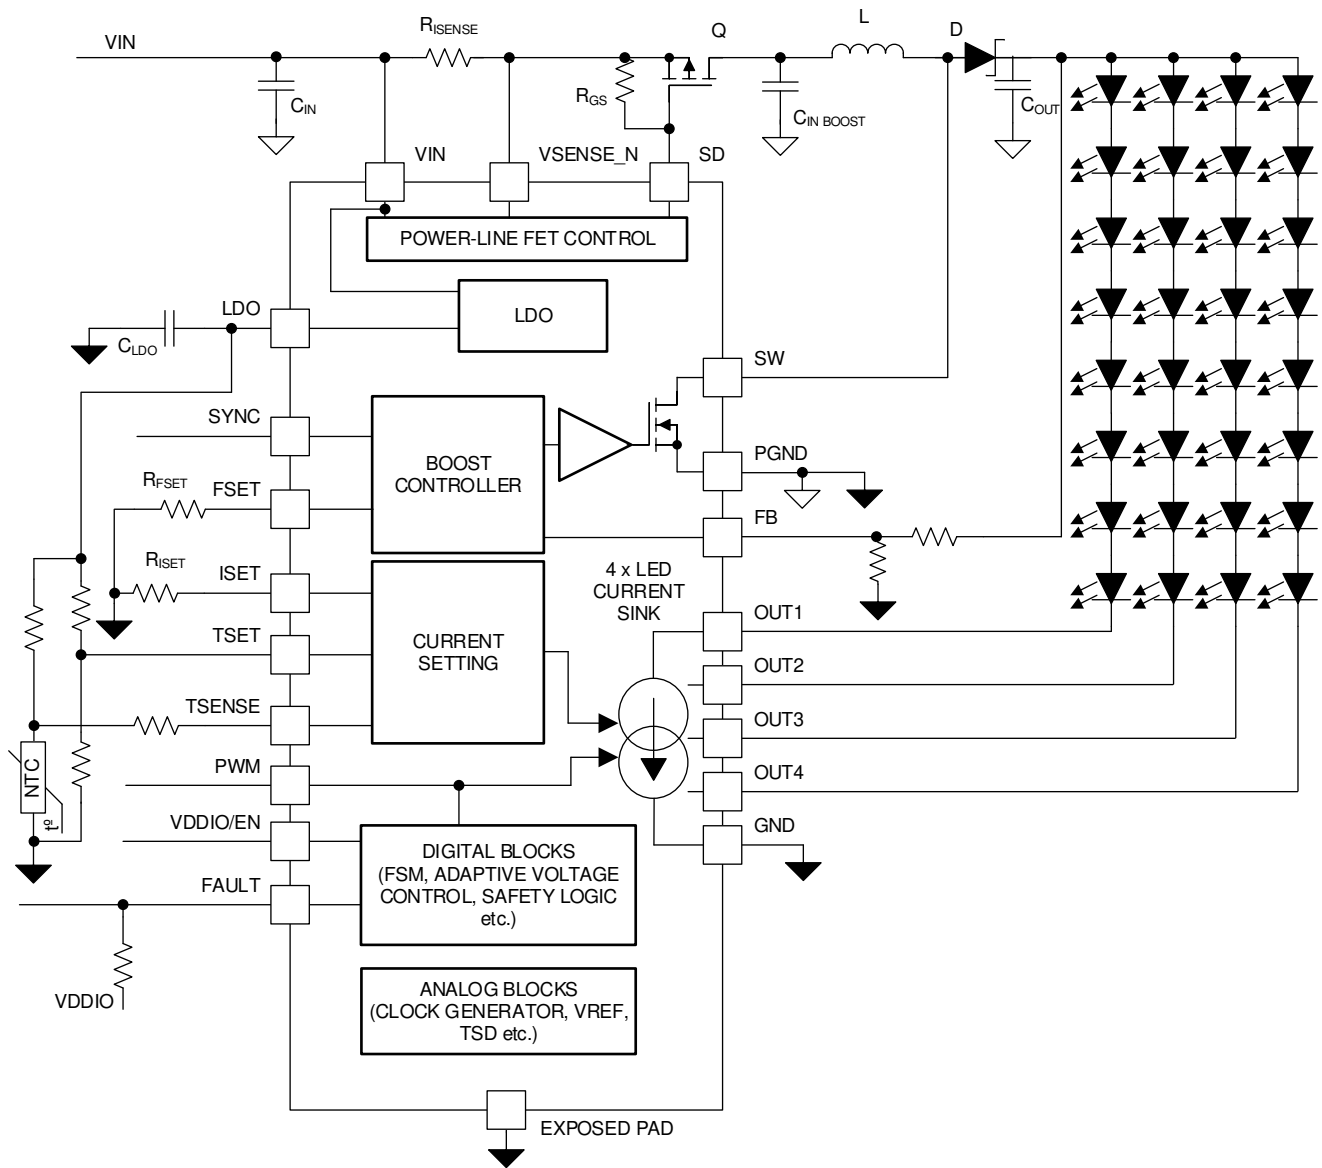 VIN
RISENSE
Q
L
D
CIN
RGS
CIN BOOST
COUT
VIN
VSENSE_N
SD
POWER-LINE FET CONTROL
LDO
LDO
CLDO
SW
SYNC
BOOST
CONTROLLER
PGND
RFSET
FSET
FB
RISET
ISET
4 x LED
CURRENT
SINK
OUT1
TSET
CURRENT
SETTING
OUT2
TSENSE
OUT3
NTC
tº
PWM
OUT4
VDDIO/EN
GND
DIGITAL BLOCKS
(FSM, ADAPTIVE VOLTAGE
CONTROL, SAFETY LOGIC
etc.)
FAULT
VDDIO
ANALOG BLOCKS
(CLOCK GENERATOR, VREF,
TSD etc.)
EXPOSED PAD